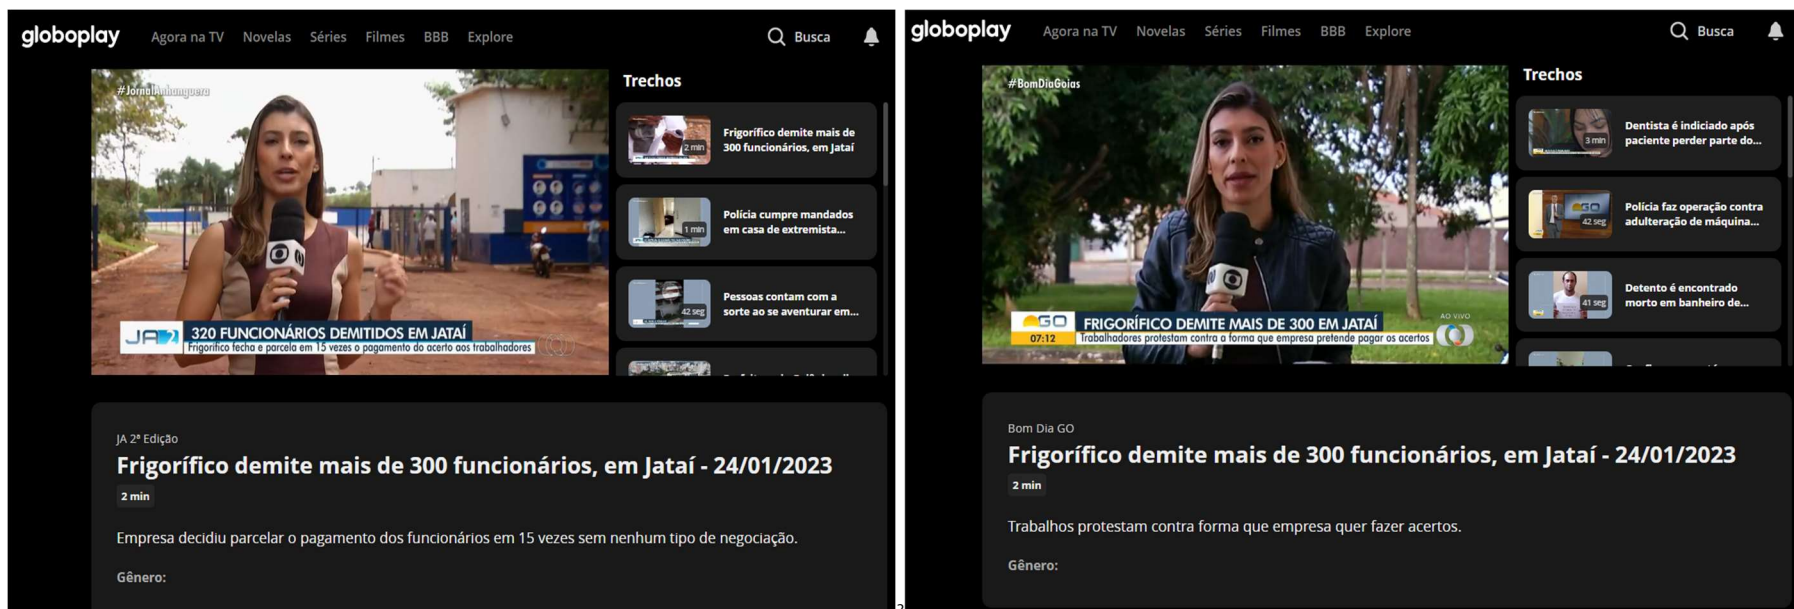 globoplay Agora na TV Novelas Séries Filmes BBB Explore Busca
#JornalAnhanguera
JA2 320 FUNCIONÁRIOS DEMITIDOS EM JATAÍ
Frigorífico fecha e parcela em 15 vezes o pagamento do acerto aos trabalhadores
Trechos
2 min
Frigorífico demite mais de
300 funcionários, em Jataí
1 min
Polícia cumpre mandados
em casa de extremista...
42 seg
Pessoas contam com a
sorte ao se aventurar em...
JA 2ª Edição
Frigorífico demite mais de 300 funcionários, em Jataí - 24/01/2023
2 min
Empresa decidiu parcelar o pagamento dos funcionários em 15 vezes sem nenhum tipo de negociação.
Gênero:
globoplay Agora na TV Novelas Séries Filmes BBB Explore Busca
#BomDiaGoias
AO VIVO
GO FRIGORÍFICO DEMITE MAIS DE 300 EM JATAÍ
07:12 Trabalhadores protestam contra a forma que empresa pretende pagar os acertos
Trechos
3 min
Dentista é indiciado após
paciente perder parte do...
GO
42 seg
Polícia faz operação contra
adulteração de máquina...
41 seg
Detento é encontrado
morto em banheiro de...
Bom Dia GO
Frigorífico demite mais de 300 funcionários, em Jataí - 24/01/2023
2 min
Trabalhos protestam contra forma que empresa quer fazer acertos.
Gênero: